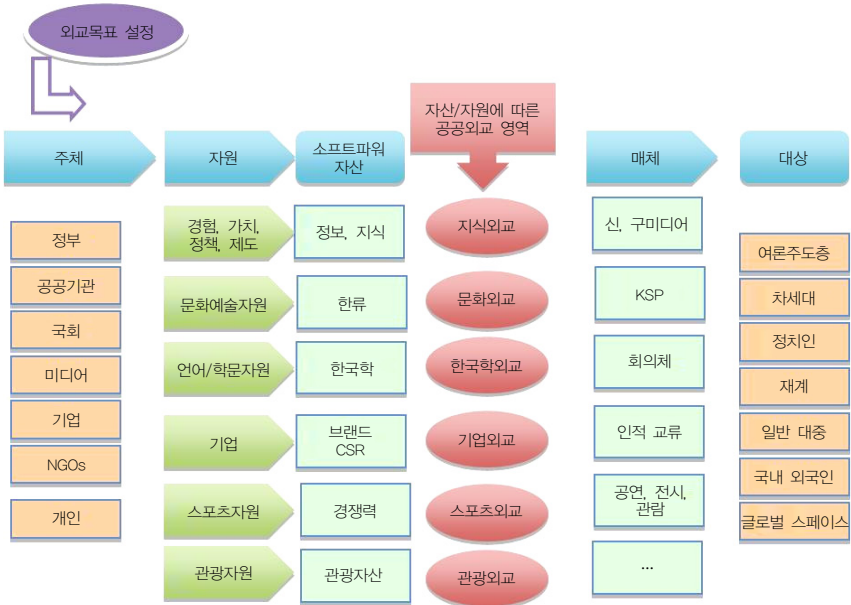 외교목표 설정
자산/자원에 따른
공공외교 영역
주체
자원
소프트파워
자산
매체
대상
정부
공공기관
국회
미디어
기업
NGOs
개인
경험, 가치,
정책, 제도
문화예술자원
언어/학문자원
기업
스포츠자원
관광자원
정보, 지식
한류
한국학
브랜드
CSR
경쟁력
관광자산
지식외교
문화외교
한국학외교
기업외교
스포츠외교
관광외교
신, 구미디어
KSP
회의체
인적 교류
공연, 전시,
관람
...
여론주도층
차세대
정치인
재계
일반 대중
국내 외국인
글로벌 스페이스